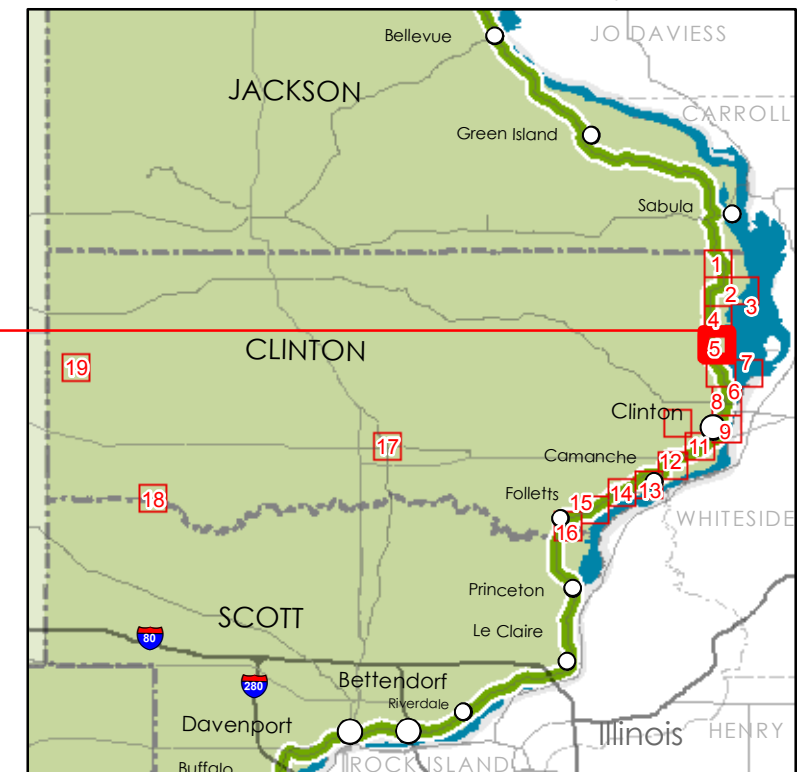 Bellevue
JO DAVIESS
JACKSON
CARROLL
Green Island
Sabula
1
2
3
4
CLINTON
5
7
19
6
8
Clinton
9
17
11
Camanche
12
18
Folletts
14
13
15
WHITESIDE
16
Princeton
SCOTT
Le Claire
80
Bettendorf
280
Riverdale
Davenport
Illinois
HENRY
Buffalo
ROCK ISLAND